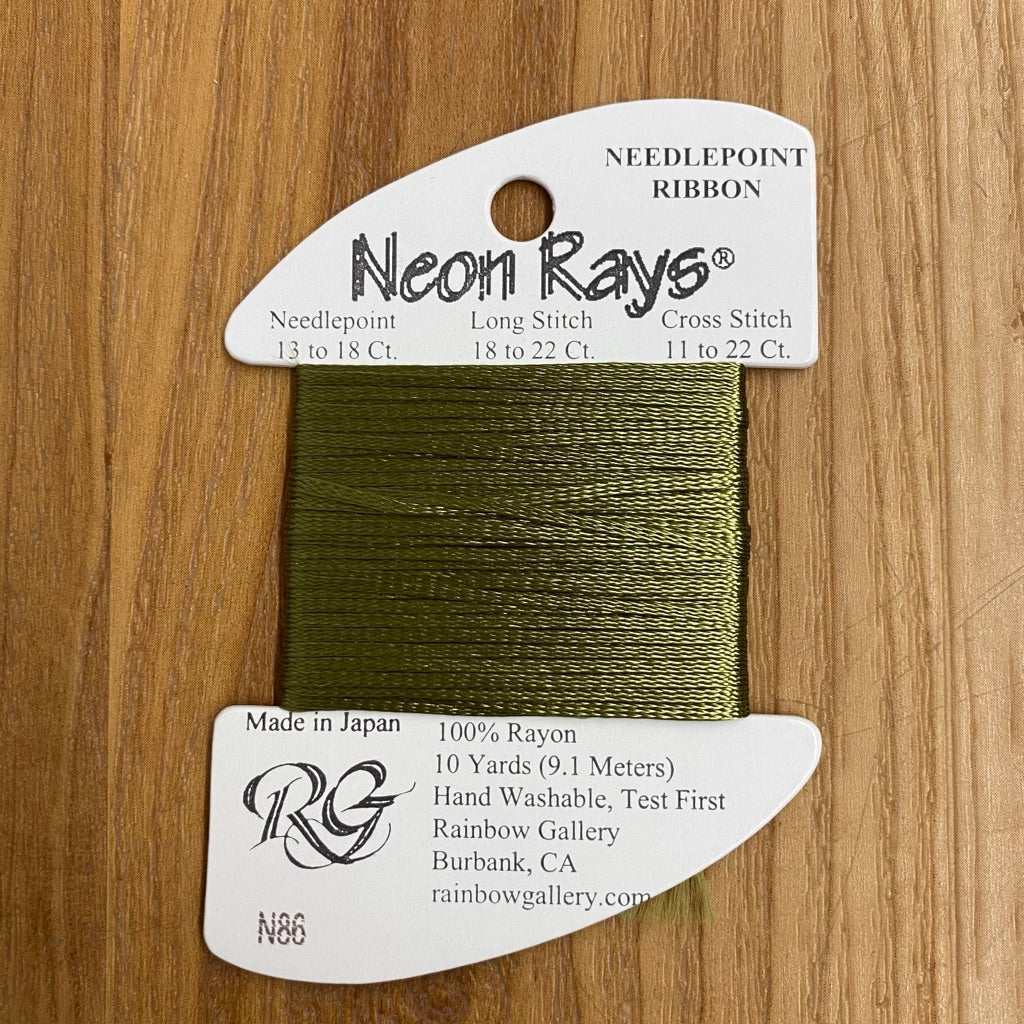 NEEDLEPOINT
RIBBON
Neon Rays®
Needlepoint Long Stitch Cross Stitch
13 to 18 Ct. 18 to 22 Ct. 11 to 22 Ct.
Made in Japan
100% Rayon
10 Yards (9.1 Meters)
Hand Washable, Test First
RG
Rainbow Gallery
Burbank, CA
rainbowgallery.com
N86